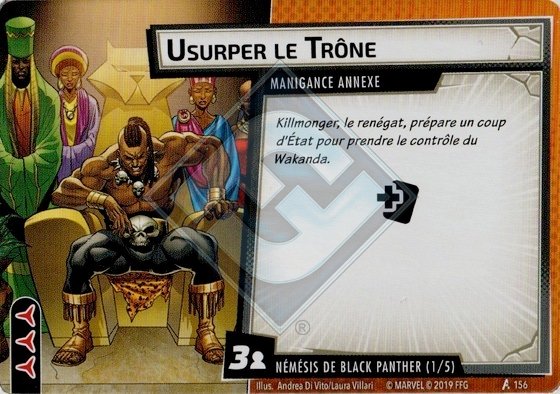 Usurper le Trône
MANIGANCE ANNEXE
Killmonger, le renégat, prépare un coup
d'État pour prendre le contrôle du
Wakanda.
®
3
NÉMÉSIS DE BLACK PANTHER (1/5)
Illus. Andrea Di Vito/Laura Villari
© MARVEL © 2019 FFG
156